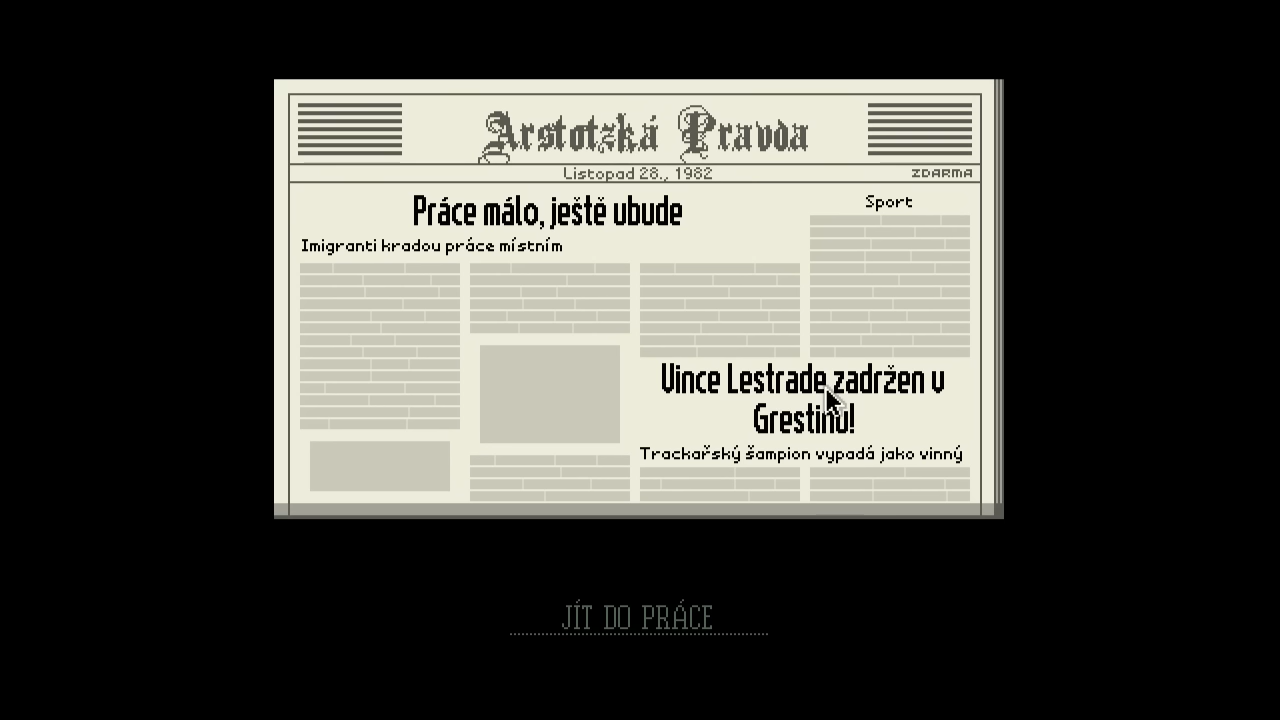 Arstotzká Pravda
Listopad 28., 1982
ZDARMA
Práce málo, ještě ubude
Imigranti kradou práce místním
Sport
Vince Lestrade zadržen v
Grestinu!
Trackařský šampion vypadá jako vinný
JÍT DO PRÁCE